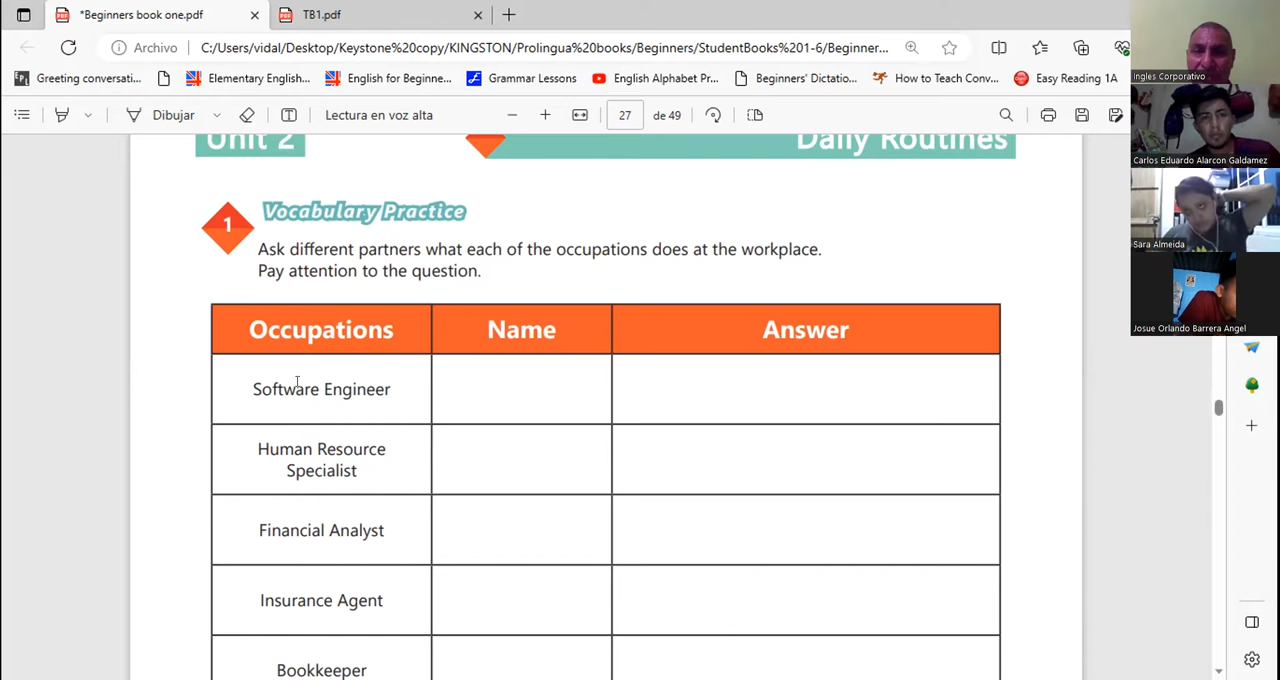 *Beginners book one.pdf
TB1.pdf
Archivo
C:/Users/vidal/Desktop/Keystone%20copy/KINGSTON/Prolingua%20books/Beginners/StudentBooks%201-6/Beginner...
Greeting conversati...
Elementary English...
English for Beginne...
Grammar Lessons
English Alphabet Pr...
Beginners' Dictatio...
How to Teach Conv...
Easy Reading 1A
Dibujar
Lectura en voz alta
27
de 49
Unit 2
Daily Routines
1
Vocabulary Practice
Ask different partners what each of the occupations does at the workplace.
Pay attention to the question.
Occupations
Name
Answer
Software Engineer
Human Resource
Specialist
Financial Analyst
Insurance Agent
Bookkeeper
Ingles Corporativo
Carlos Eduardo Alarcon Galdamez
Sara Almeida
Josue Orlando Barrera Angel